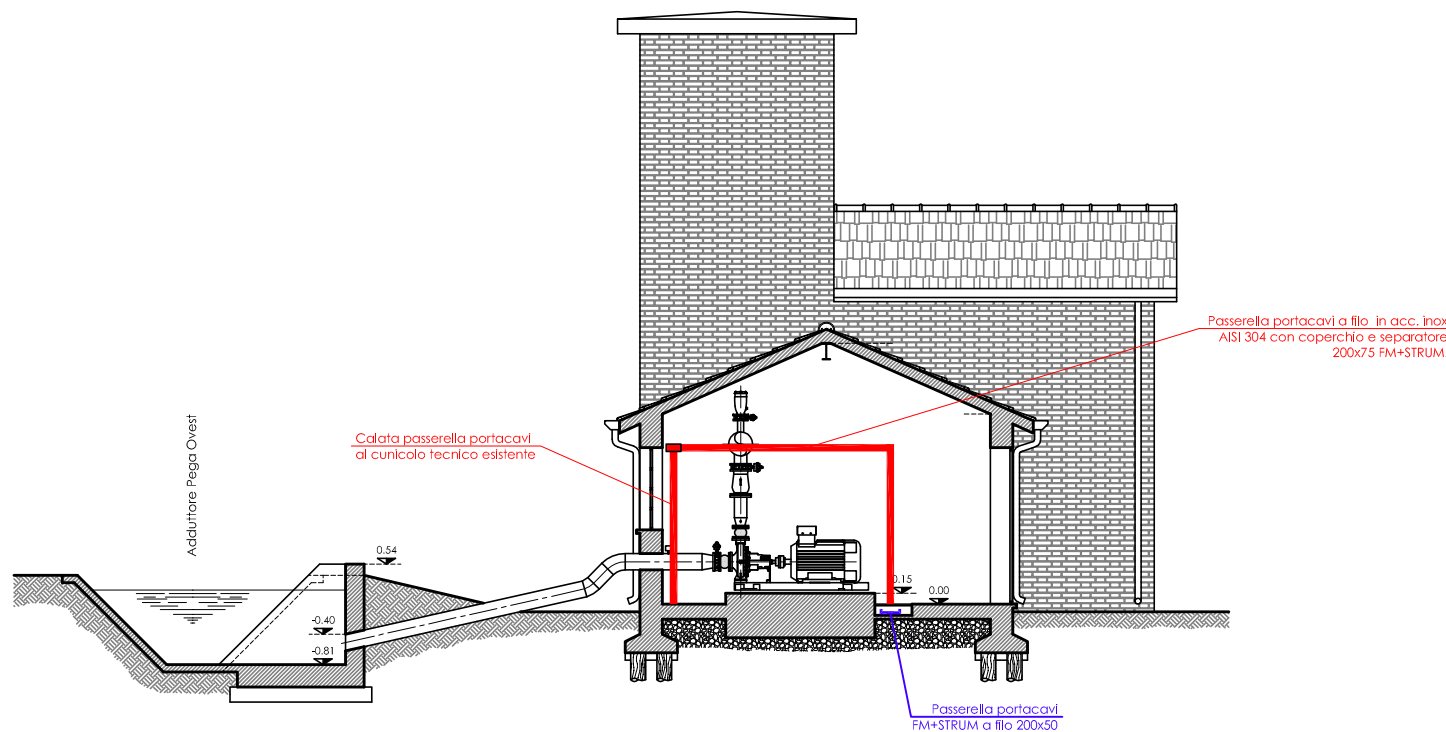 Passerella portacavi a filo in acc. inox
AISI 304 con coperchio e separatore
200x75 FM+STRUM
Calata passerella portacavi
al cunicolo tecnico esistente
Adduttore Pega Ovest
0.54
-0.40
-0.81
0.15
0.00
Passerella portacavi
FM+STRUM a filo 200x50